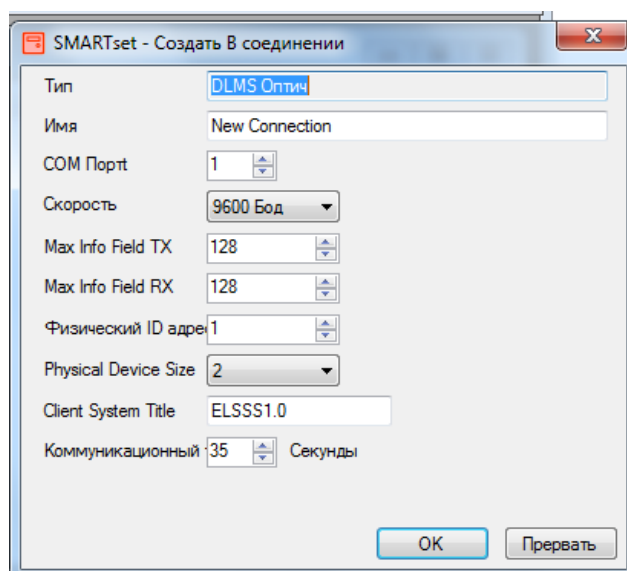 SMARTset - Создать В соединении
Тип DLMS Оптич
Имя New Connection
COM Порtt 1
Скорость 9600 Бод
Max Info Field TX 128
Max Info Field RX 128
Физический ID адре 1
Physical Device Size 2
Client System Title ELSSS1.0
Коммуникационный 35 Секунды
OK Прервать